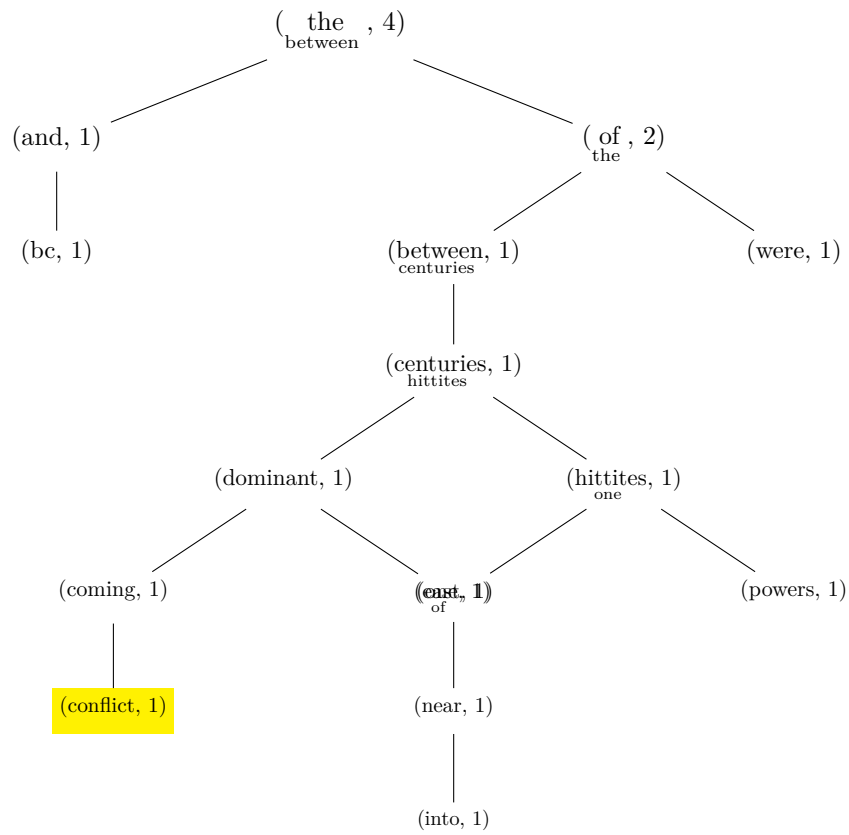 ( the , 4)
between
(and, 1)
( of , 2)
the
(bc, 1)
(between, 1)
centuries
(were, 1)
(centuries, 1)
hittites
(dominant, 1)
(hittites, 1)
one
(coming, 1)
of
(powers, 1)
(conflict, 1)
(near, 1)
(into, 1)